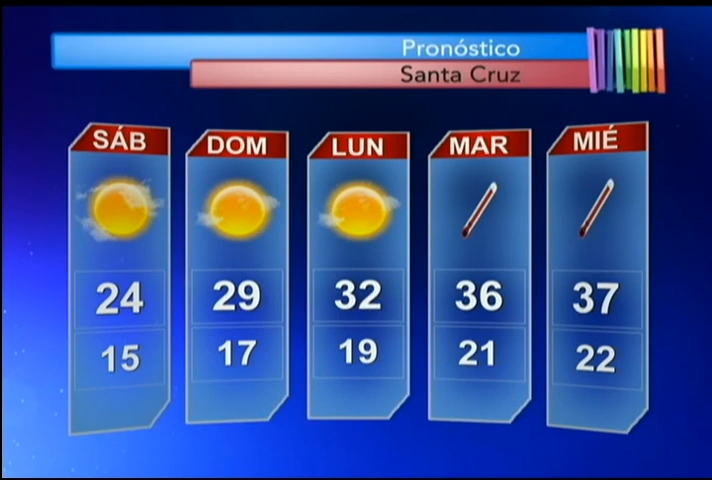 Pronóstico
Santa Cruz
SÁB DOM LUN MAR MIÉ
24 29 32 36 37
15 17 19 21 22